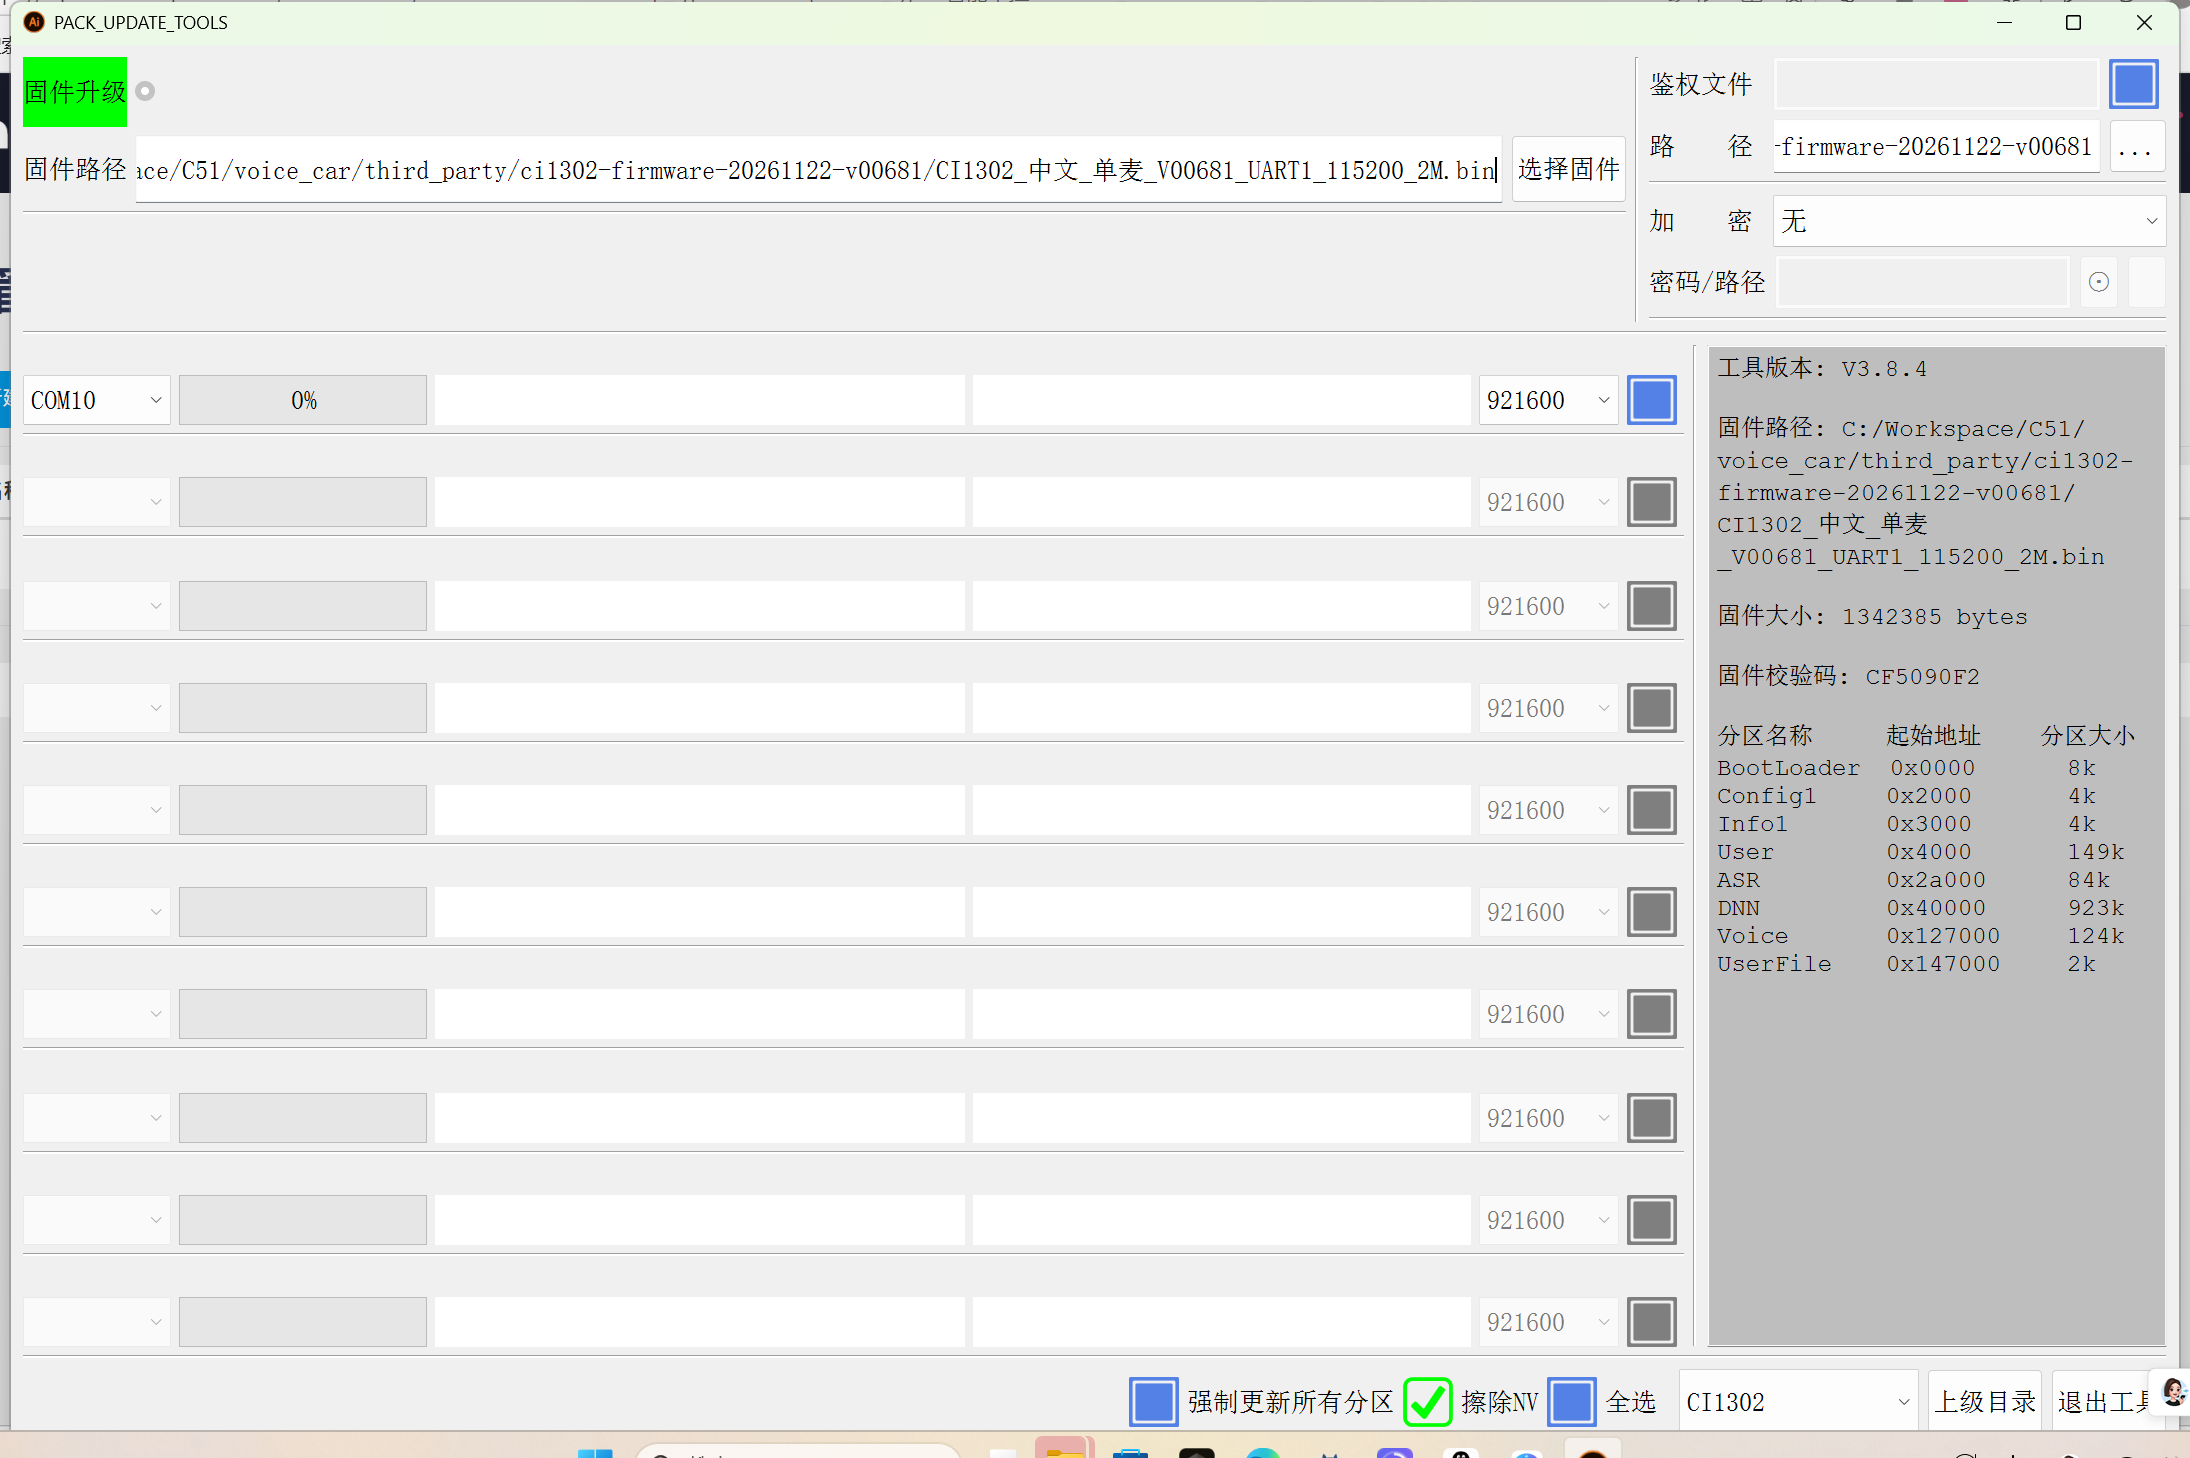 PACK_UPDATE_TOOLS
固件升级
固件路径 ace/C51/voice_car/third_party/ci1302-firmware-20261122-v00681/CI1302_中文_单麦_V00681_UART1_115200_2M.bin 选择固件
鉴权文件
路 径 -firmware-20261122-v00681 ...
加 密 无
密码/路径
COM10 0% 921600
921600
921600
921600
921600
921600
921600
921600
921600
921600
工具版本: V3.8.4
固件路径: C:/Workspace/C51/
voice_car/third_party/ci1302-
firmware-20261122-v00681/
CI1302_中文_单麦
_V00681_UART1_115200_2M.bin
固件大小: 1342385 bytes
固件校验码: CF5090F2
分区名称 起始地址 分区大小
BootLoader 0x0000 8k
Config1 0x2000 4k
Info1 0x3000 4k
User 0x4000 149k
ASR 0x2a000 84k
DNN 0x40000 923k
Voice 0x127000 124k
UserFile 0x147000 2k
强制更新所有分区 擦除NV 全选 CI1302 上级目录 退出工具